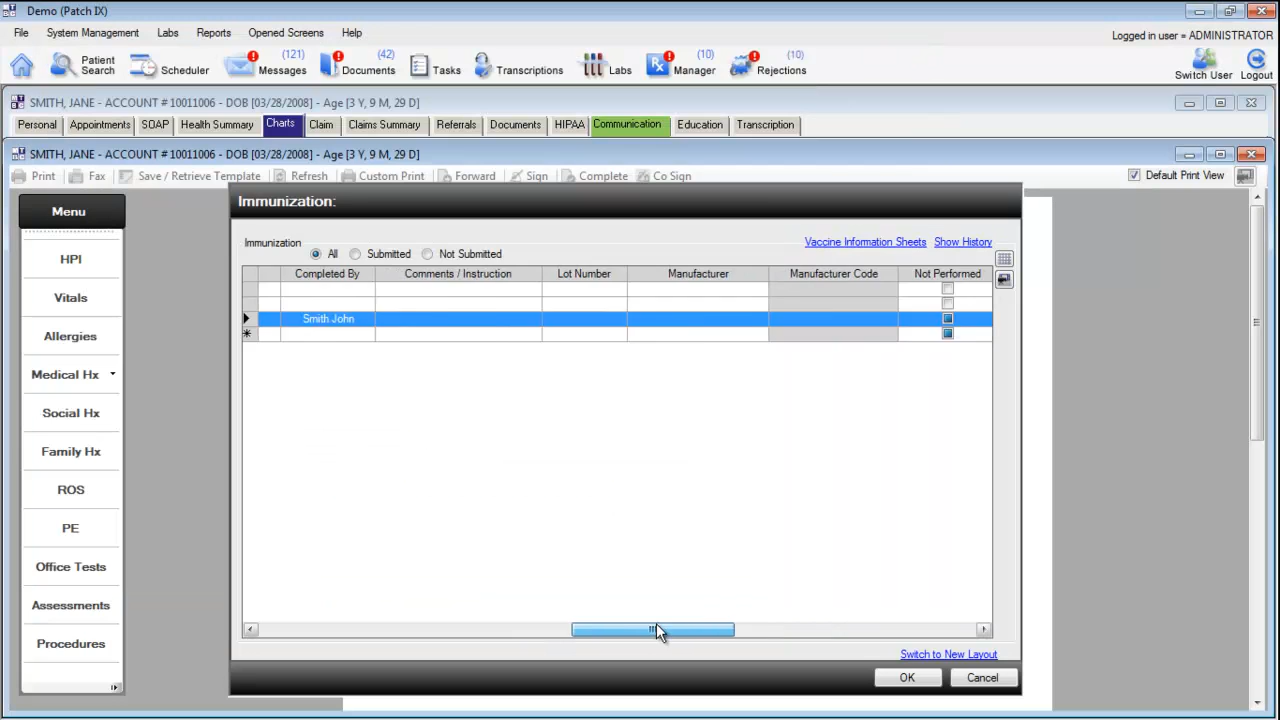 Demo (Patch IX)
File System Management Labs Reports Opened Screens Help
Logged in user = ADMINISTRATOR
Patient Search
Scheduler
(121) Messages
(42) Documents
Tasks
Transcriptions
Labs
(10) Manager
(10) Rejections
Switch User
Logout
SMITH, JANE - ACCOUNT # 10011006 - DOB [03/28/2008] - Age [3 Y, 9 M, 29 D]
Personal Appointments SOAP Health Summary Charts Claim Claims Summary Referrals Documents HIPAA Communication Education Transcription
SMITH, JANE - ACCOUNT # 10011006 - DOB [03/28/2008] - Age [3 Y, 9 M, 29 D]
Print Fax Save / Retrieve Template Refresh Custom Print Forward Sign Complete Co Sign Default Print View
Menu
HPI
Vitals
Allergies
Medical Hx
Social Hx
Family Hx
ROS
PE
Office Tests
Assessments
Procedures
Immunization:
Immunization
All Submitted Not Submitted
Vaccine Information Sheets Show History
Completed By Comments / Instruction Lot Number Manufacturer Manufacturer Code Not Performed
Smith John
Switch to New Layout
OK Cancel